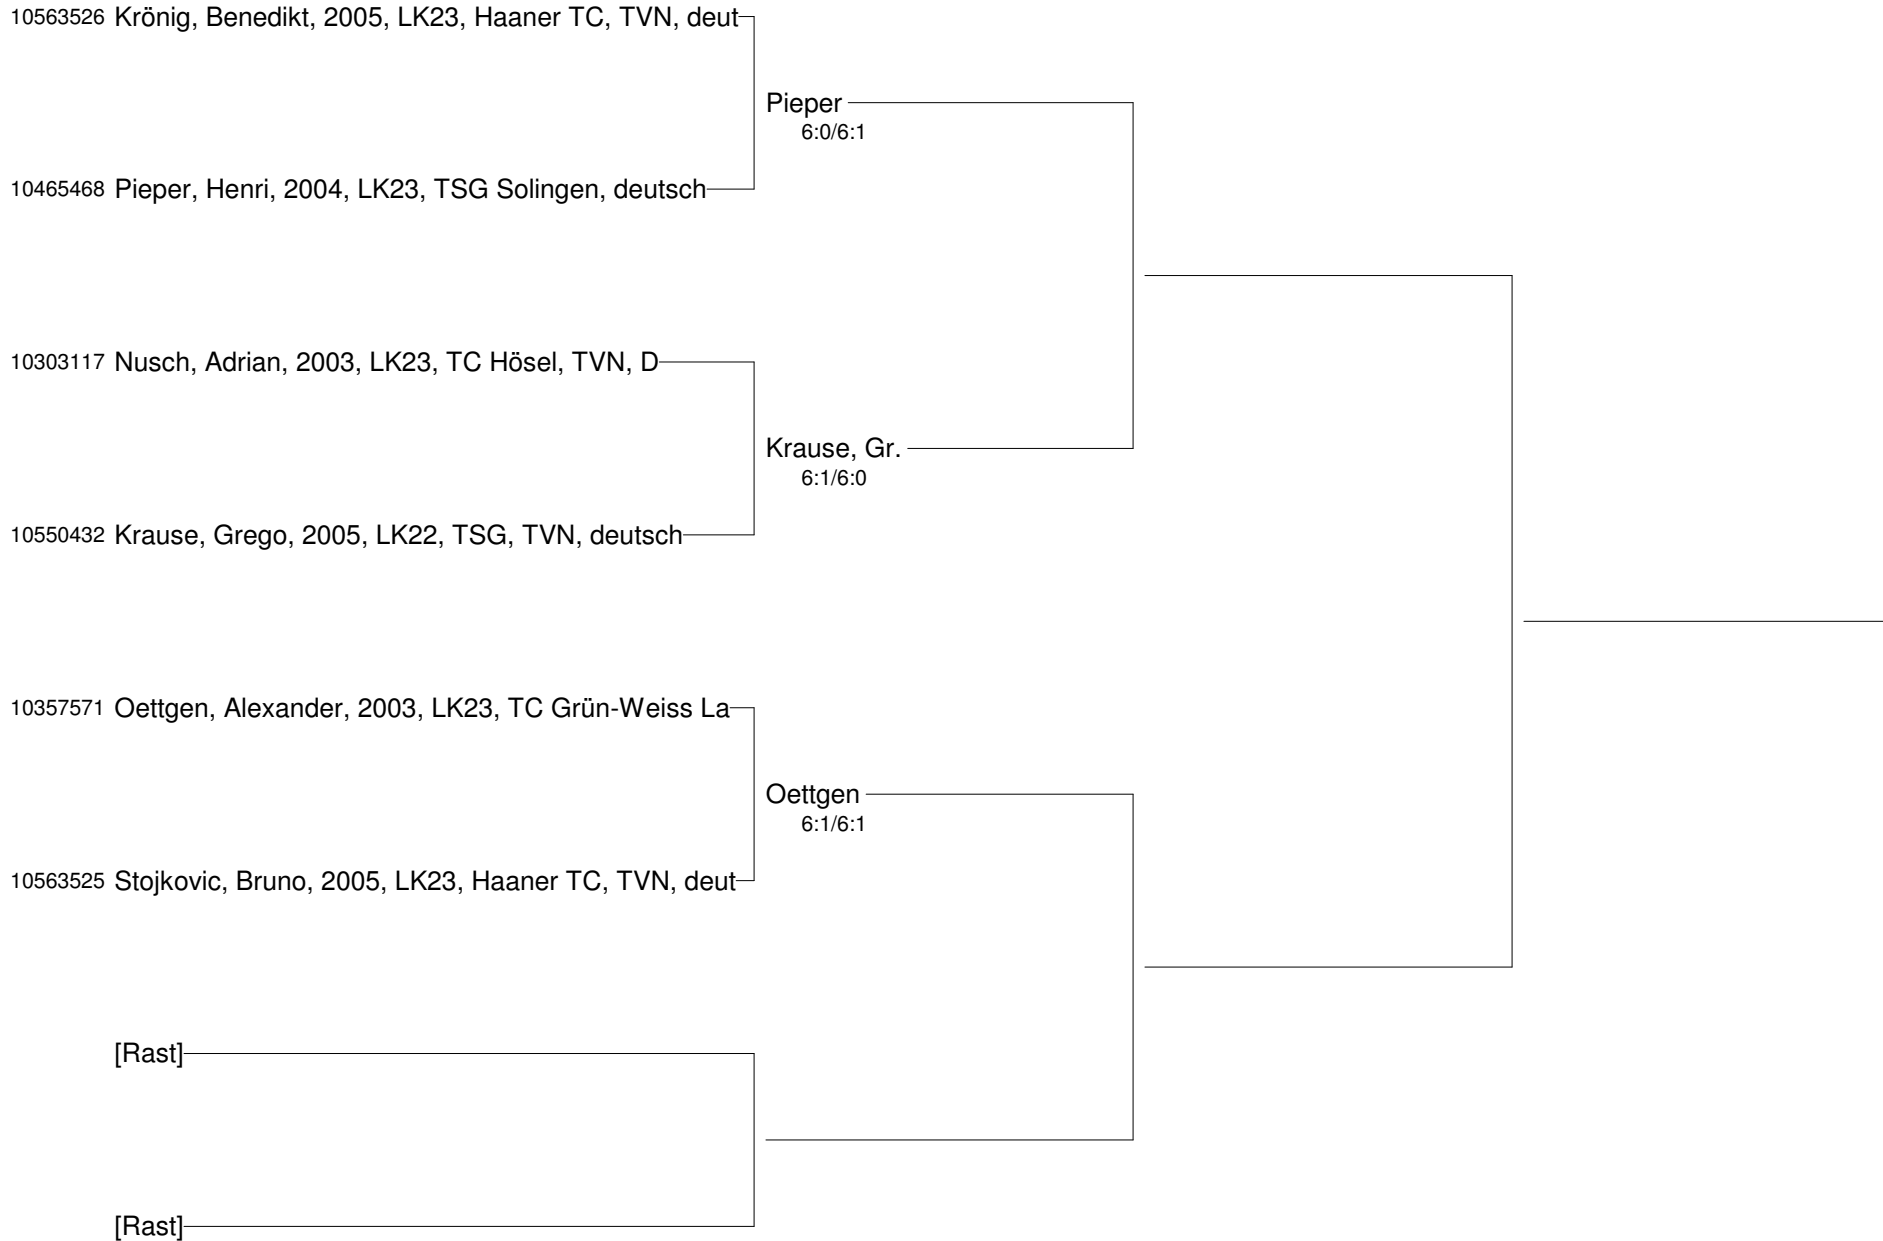 10563526 Krönig, Benedikt, 2005, LK23, Haaner TC, TVN, deut
Pieper
6:0/6:1
10465468 Pieper, Henri, 2004, LK23, TSG Solingen, deutsch
10303117 Nusch, Adrian, 2003, LK23, TC Hösel, TVN, D
Krause, Gr.
6:1/6:0
10550432 Krause, Grego, 2005, LK22, TSG, TVN, deutsch
10357571 Oettgen, Alexander, 2003, LK23, TC Grün-Weiss La
Oettgen
6:1/6:1
10563525 Stojkovic, Bruno, 2005, LK23, Haaner TC, TVN, deut
[Rast]
[Rast]